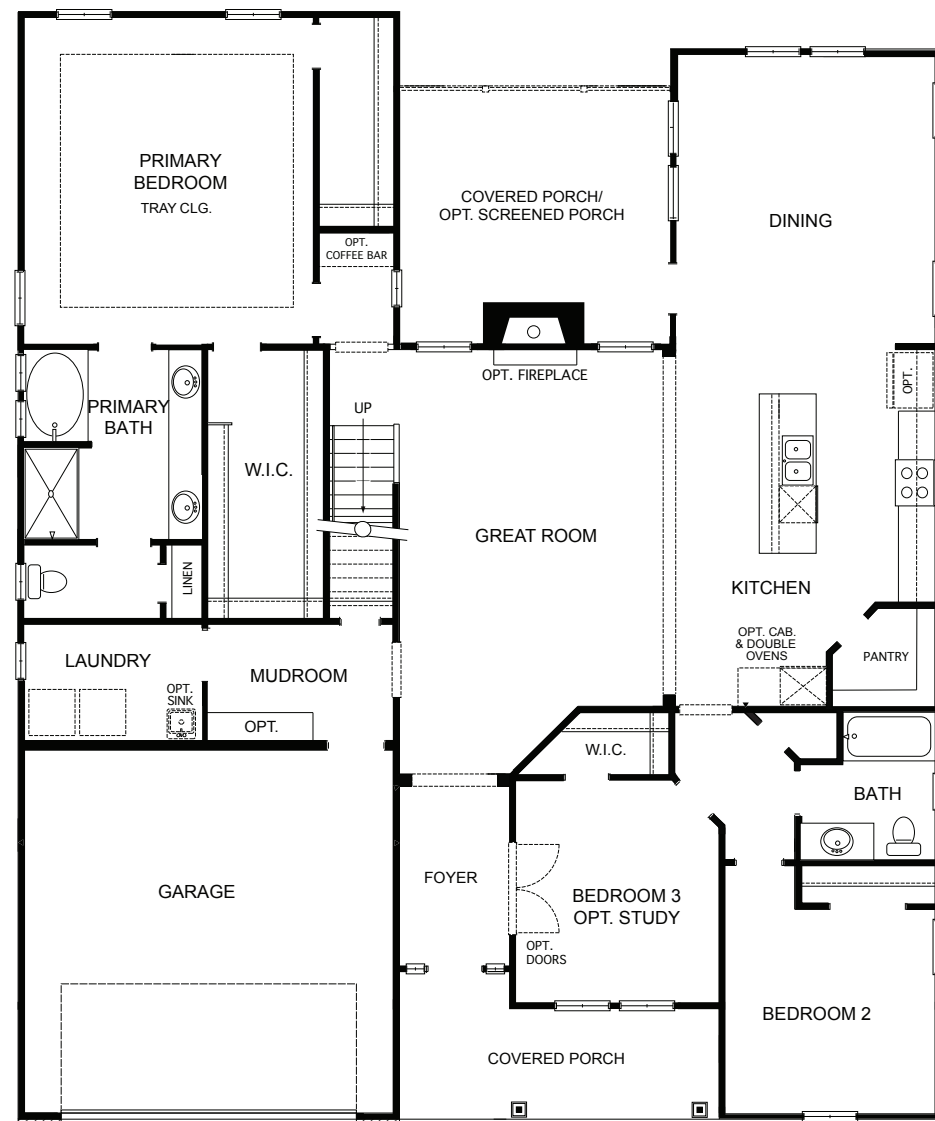 PRIMARY
BEDROOM
TRAY CLG.
COVERED PORCH/
OPT. SCREENED PORCH
DINING
OPT.
COFFEE BAR
OPT. FIREPLACE
OPT.
PRIMARY
BATH
UP
W.I.C.
GREAT ROOM
LINEN
KITCHEN
OPT. CAB.
& DOUBLE
OVENS
PANTRY
LAUNDRY
MUDROOM
OPT.
SINK
OPT.
W.I.C.
BATH
GARAGE
FOYER
BEDROOM 3
OPT. STUDY
OPT.
DOORS
BEDROOM 2
COVERED PORCH